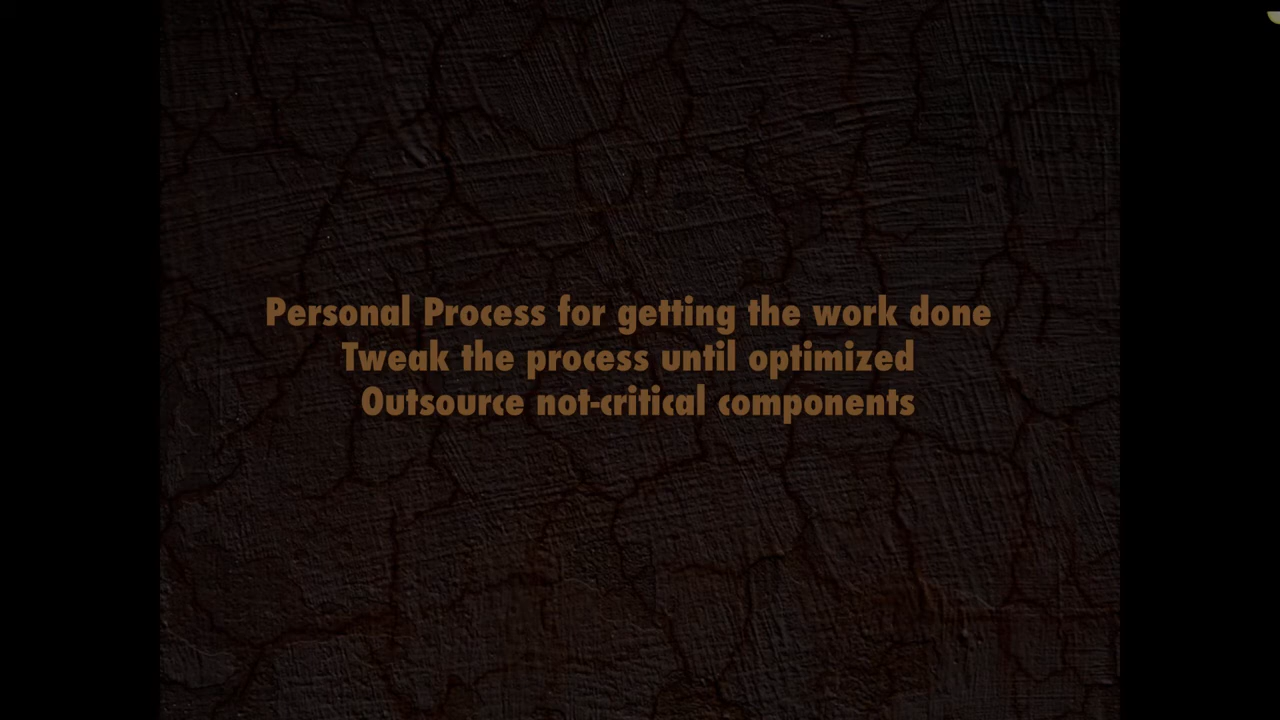 Personal Process for getting the work done
Tweak the process until optimized
Outsource not-critical components